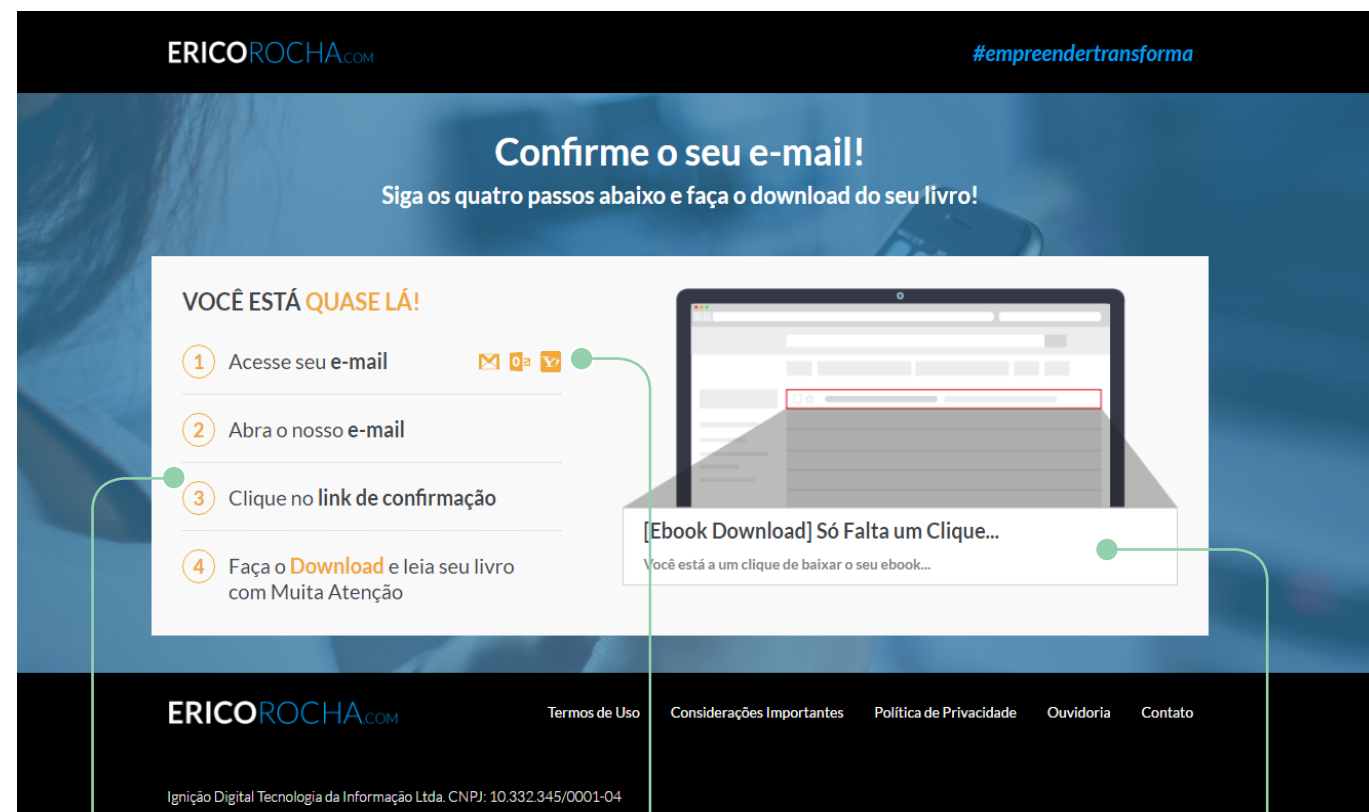 ERICOROCHA.COM
#empreendertransforma
Confirme o seu e-mail!
Siga os quatro passos abaixo e faça o download do seu livro!
VOCÊ ESTÁ QUASE LÁ!
1 Acesse seu e-mail
2 Abra o nosso e-mail
3 Clique no link de confirmação
4 Faça o Download e leia seu livro
com Muita Atenção
[Ebook Download] Só Falta um Clique...
Você está a um clique de baixar o seu ebook...
ERICOROCHA.COM
Termos de Uso Considerações Importantes Política de Privacidade Ouvidoria Contato
Ignição Digital Tecnologia da Informação Ltda. CNPJ: 10.332.345/0001-04